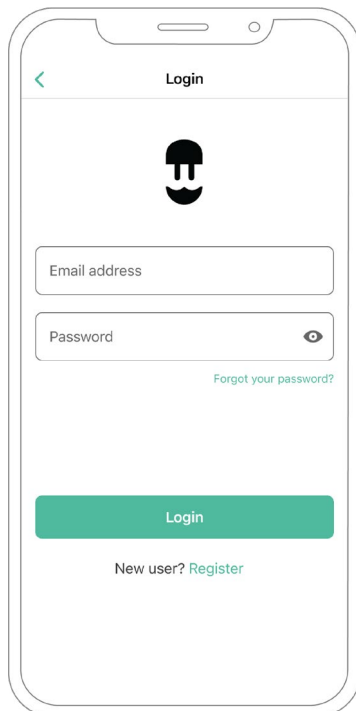 Login
Email address
Password
Forgot your password?
Login
New user? Register